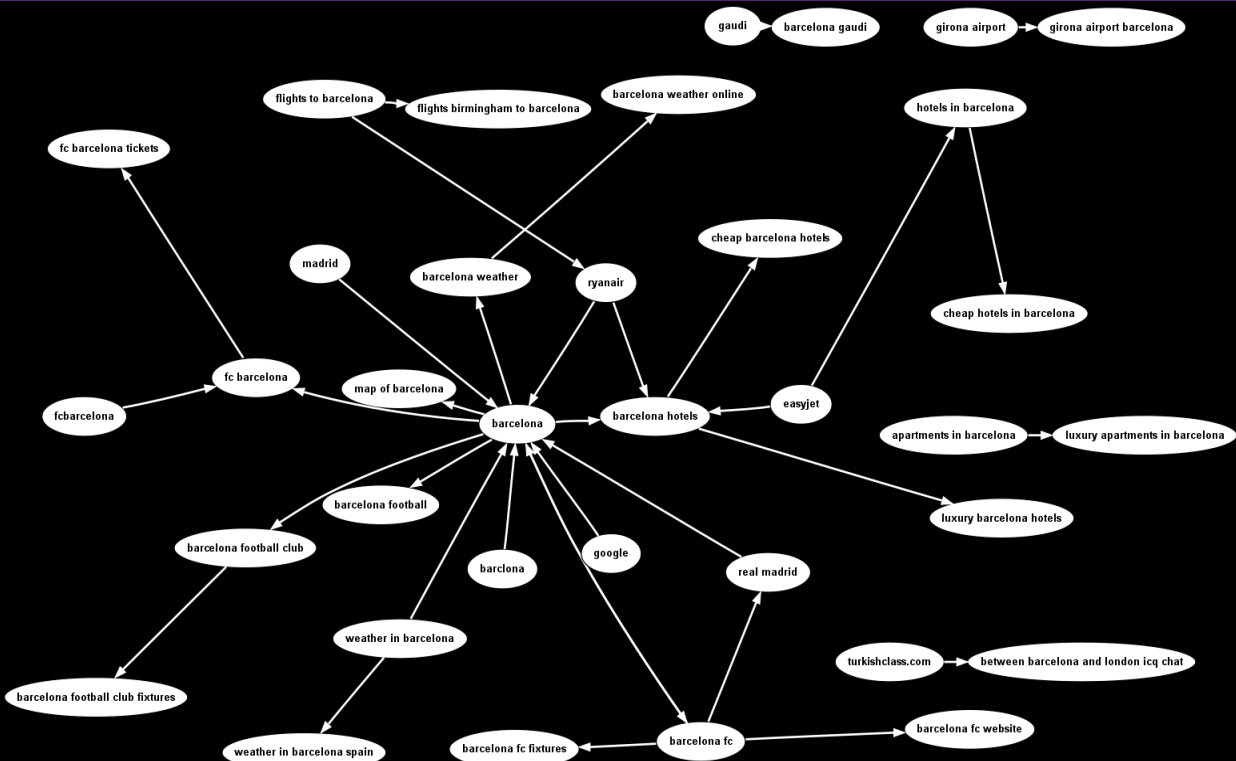 gaudi
barcelona gaudi
girona airport
girona airport barcelona
flights to barcelona
flights birmingham to barcelona
barcelona weather online
hotels in barcelona
fc barcelona tickets
cheap barcelona hotels
madrid
barcelona weather
ryanair
cheap hotels in barcelona
fc barcelona
map of barcelona
fcbarcelona
barcelona
barcelona hotels
easyjet
apartments in barcelona
luxury apartments in barcelona
barcelona football
luxury barcelona hotels
barcelona football club
barclona
google
real madrid
weather in barcelona
turkishclass.com
between barcelona and london icq chat
barcelona football club fixtures
weather in barcelona spain
barcelona fc fixtures
barcelona fc
barcelona fc website